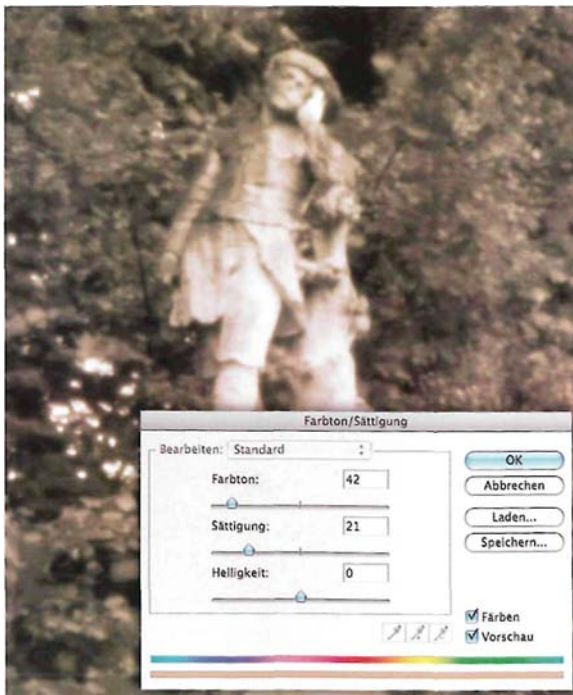 Farbton/Sättigung
Bearbeiten: Standard
OK
Farbton: 42
Abbrechen
Sättigung: 21
Laden...
Speichern...
Helligkeit: 0
Färben
Vorschau